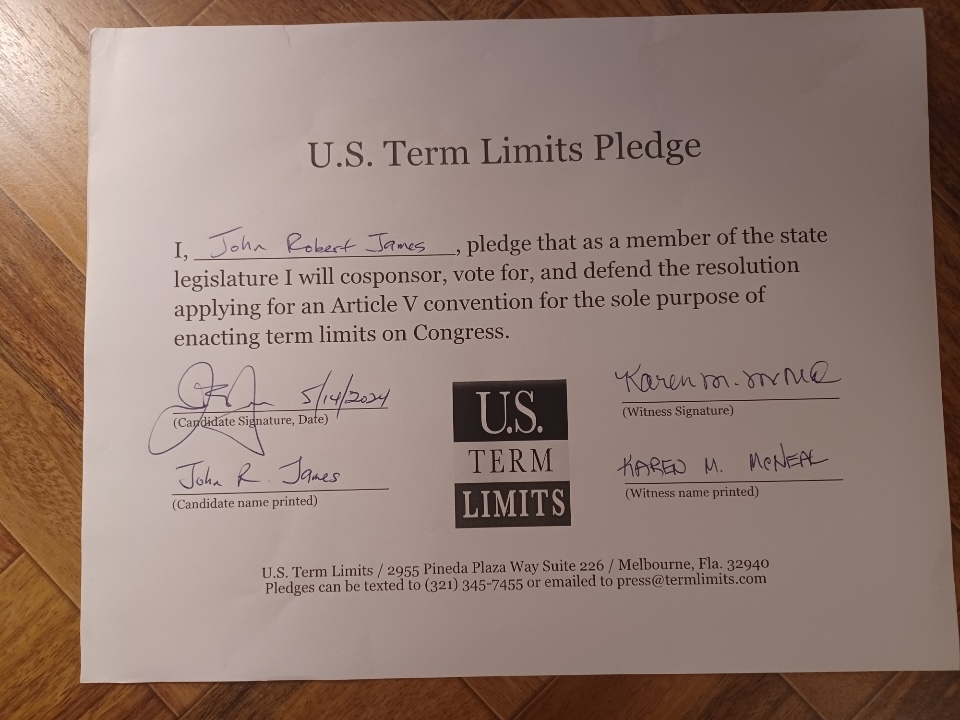 U.S. Term Limits Pledge
I, John Robert James, pledge that as a member of the state
legislature I will cosponsor, vote for, and defend the resolution
applying for an Article V convention for the sole purpose of
enacting term limits on Congress.
5/14/2024
(Candidate Signature, Date)
John R. James
(Candidate name printed)
U.S.
TERM
LIMITS
Karen M.
(Witness Signature)
KAREN M. McNEAL
(Witness name printed)
U.S. Term Limits / 2955 Pineda Plaza Way Suite 226 / Melbourne, Fla. 32940
Pledges can be texted to (321) 345-7455 or emailed to press@termlimits.com